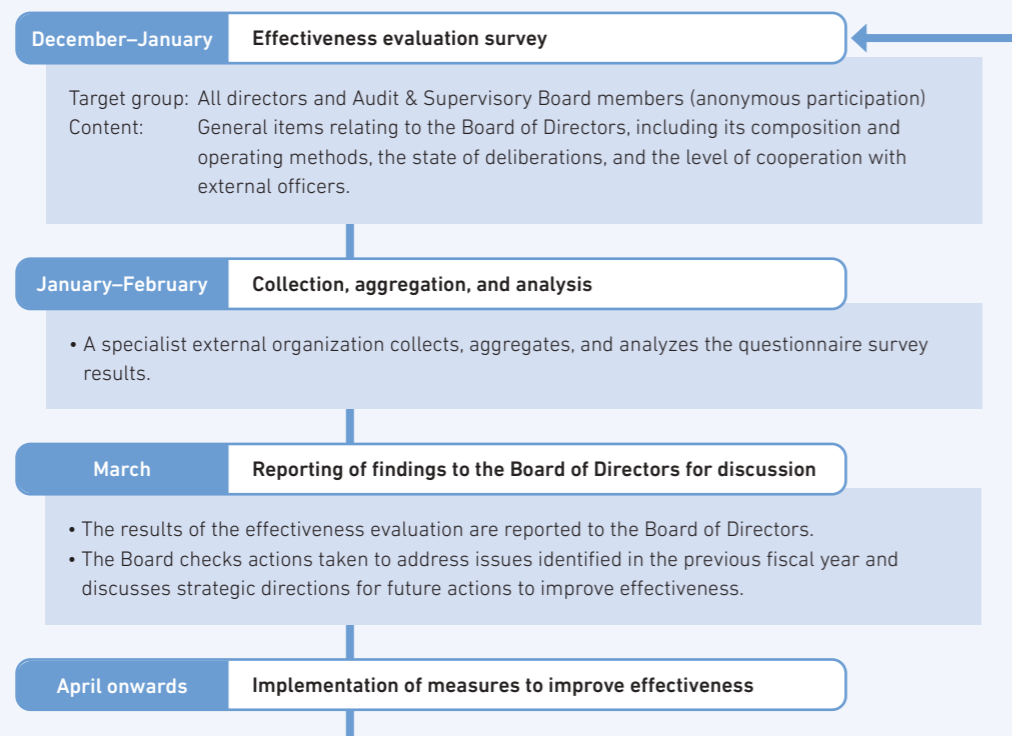 December–January Effectiveness evaluation survey
Target group: All directors and Audit & Supervisory Board members (anonymous participation)
Content: General items relating to the Board of Directors, including its composition and
operating methods, the state of deliberations, and the level of cooperation with
external officers.
January–February Collection, aggregation, and analysis
• A specialist external organization collects, aggregates, and analyzes the questionnaire survey
results.
March Reporting of findings to the Board of Directors for discussion
• The results of the effectiveness evaluation are reported to the Board of Directors.
• The Board checks actions taken to address issues identified in the previous fiscal year and
discusses strategic directions for future actions to improve effectiveness.
April onwards Implementation of measures to improve effectiveness